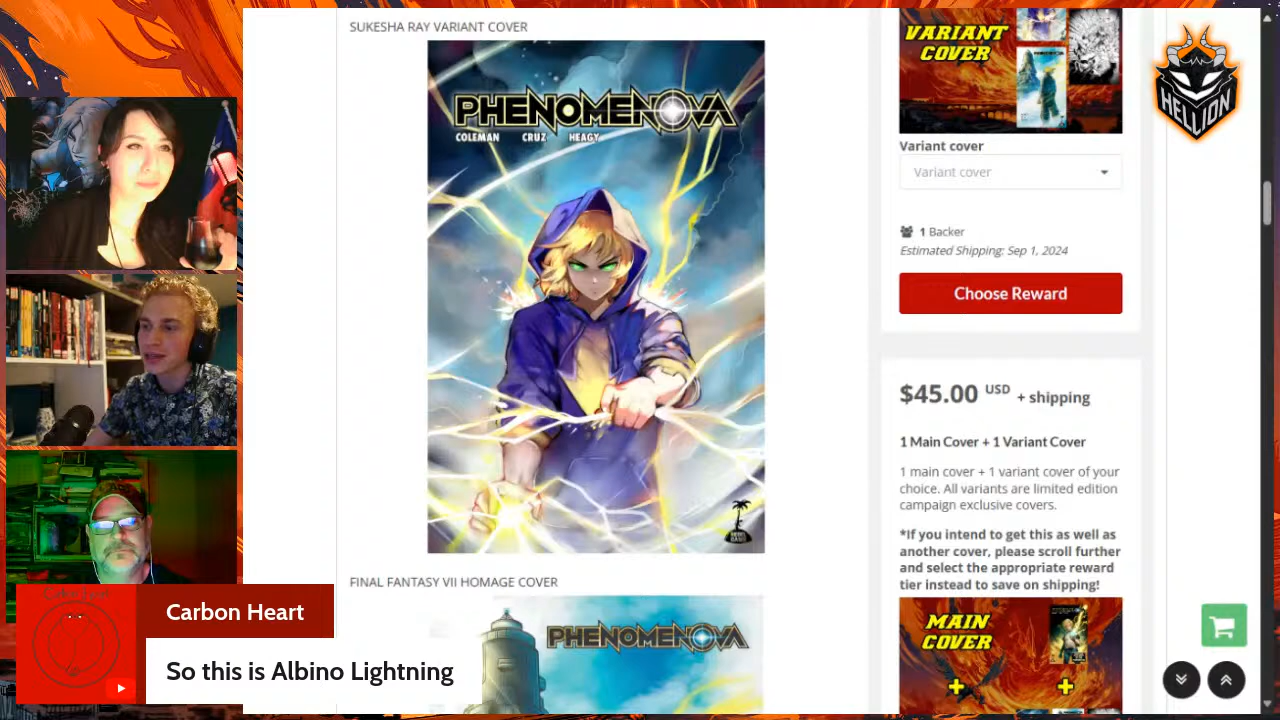 SUKESHA RAY VARIANT COVER
PHENOMENOVA
COLEMAN CRUZ HEAGY
FINAL FANTASY VII HOMAGE COVER
PHENOMENOVA
VARIANT
COVER
Variant cover
Variant cover
1 Backer
Estimated Shipping: Sep 1, 2024
Choose Reward
$45.00 USD + shipping
1 Main Cover + 1 Variant Cover
1 main cover + 1 variant cover of your
choice. All variants are limited edition
campaign exclusive covers.
*If you intend to get this as well as
another cover, please scroll further
and select the appropriate reward
tier instead to save on shipping!
MAIN
COVER
+ +
HELLION
Carbon Heart
So this is Albino Lightning